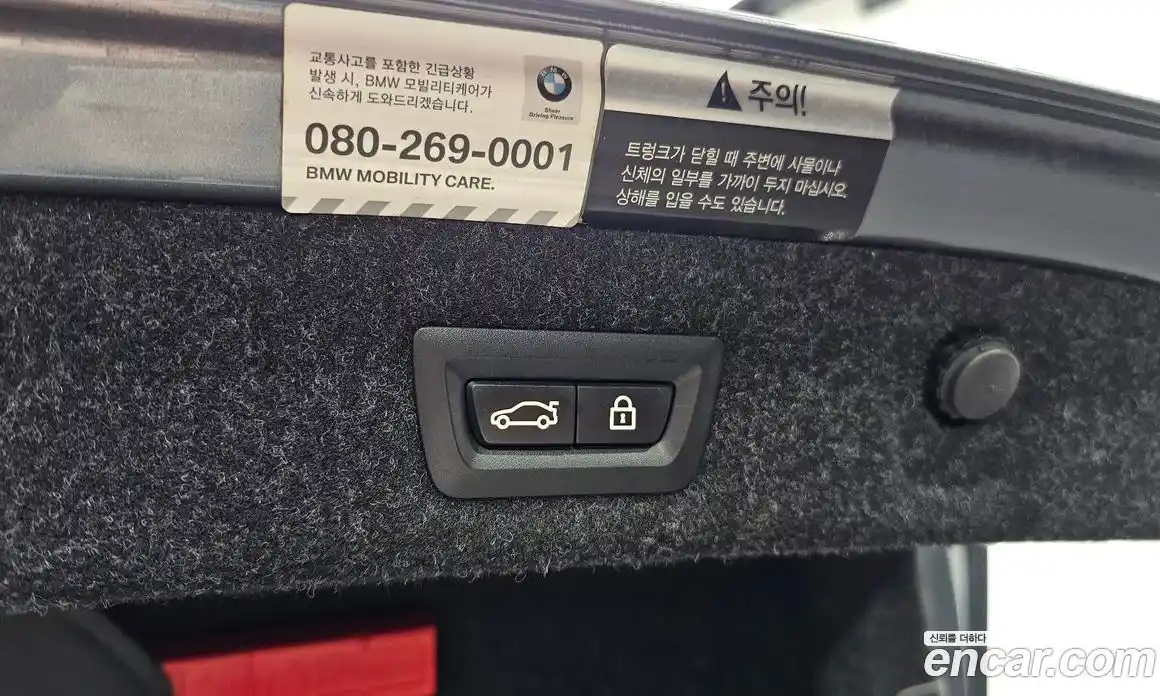 교통사고를 포함한 긴급상황
발생 시, BMW 모빌리티케어가
신속하게 도와드리겠습니다.
080-269-0001
BMW MOBILITY CARE.
BMW
Sheer
Driving Pleasure
주의!
트렁크가 닫힐 때 주변에 사물이나
신체의 일부를 가까이 두지 마십시오.
상해를 입을 수도 있습니다.
신뢰를 더하다
encar.com